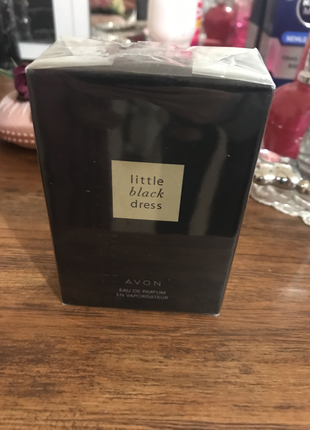 little
black
dress
AVON
EAU DE PARFUM
EN VAPORISATEUR